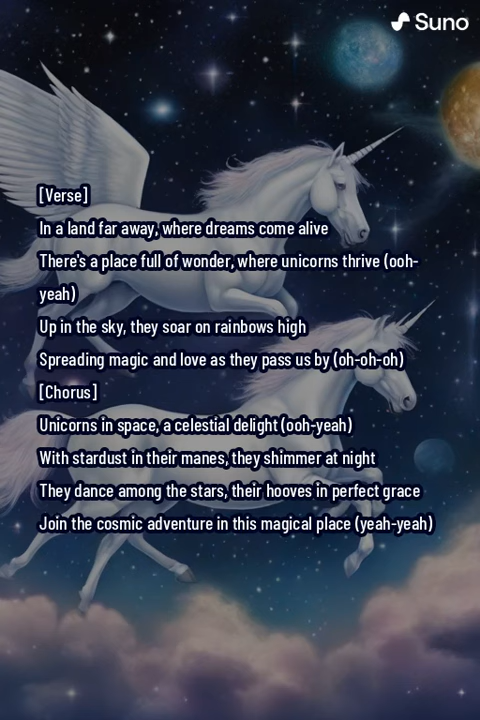 Suno
[Verse]
In a land far away, where dreams come alive
There's a place full of wonder, where unicorns thrive (ooh-
yeah)
Up in the sky, they soar on rainbows high
Spreading magic and love as they pass us by (oh-oh-oh)
[Chorus]
Unicorns in space, a celestial delight (ooh-yeah)
With stardust in their manes, they shimmer at night
They dance among the stars, their hooves in perfect grace
Join the cosmic adventure in this magical place (yeah-yeah)